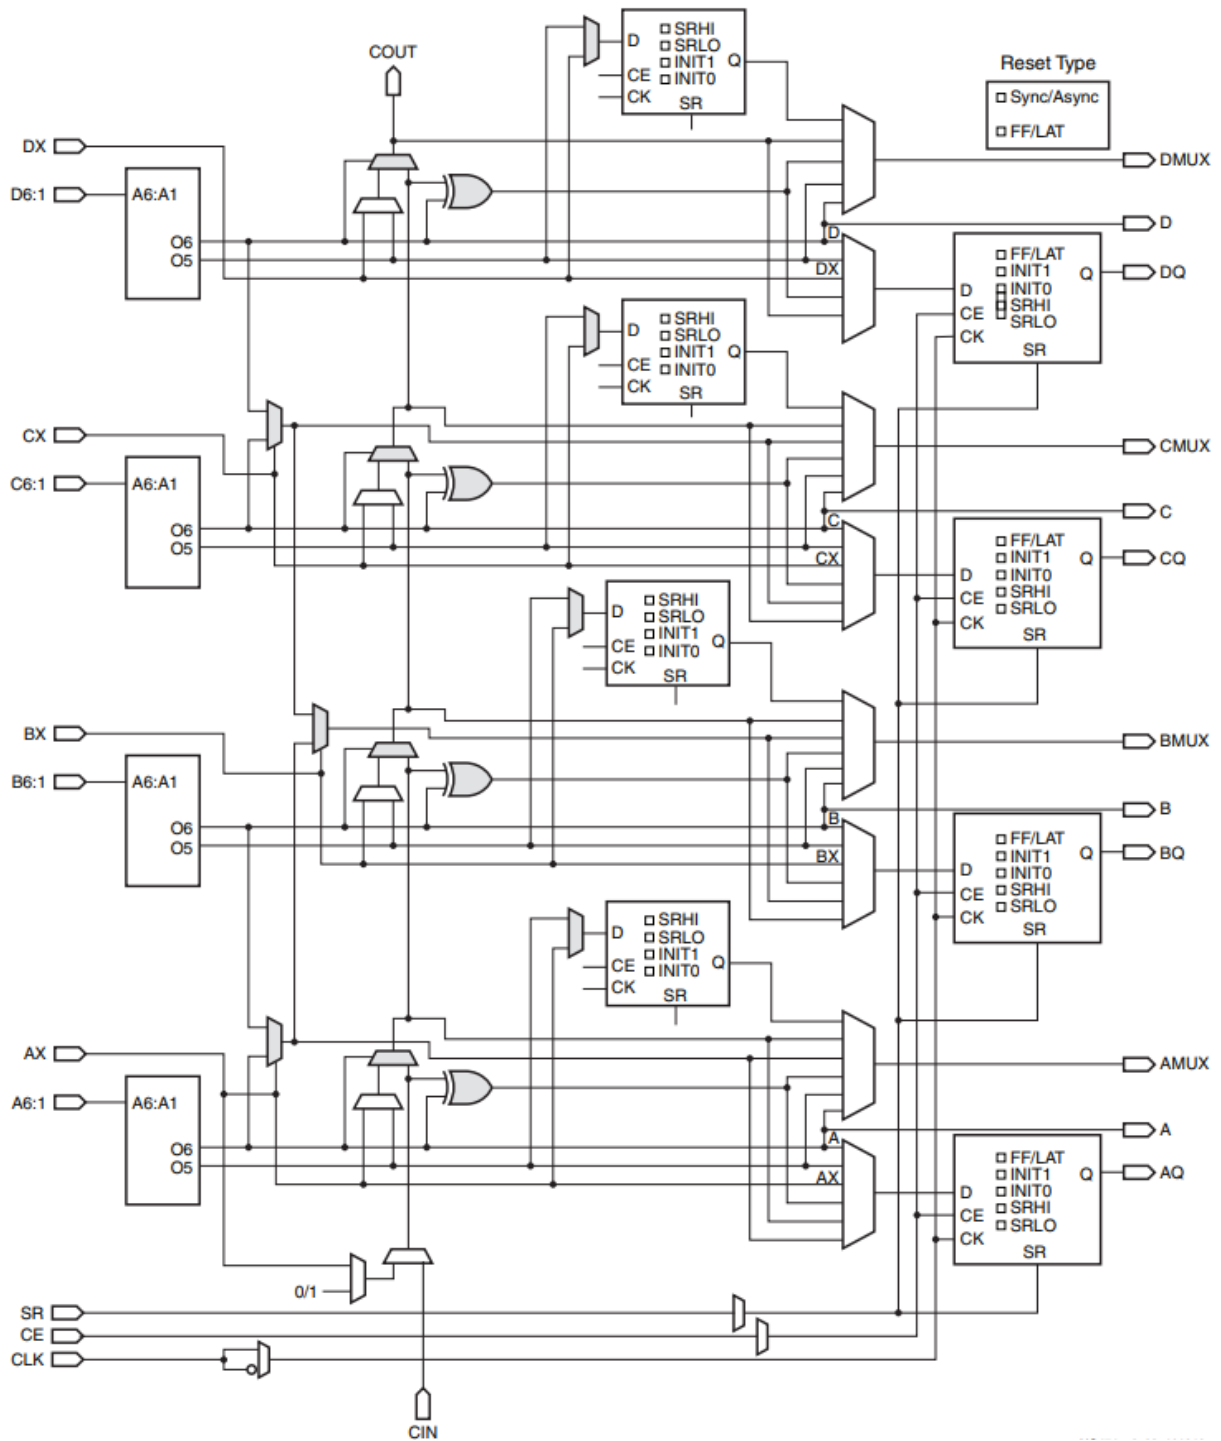 COUT
□ SRHI
D
□ SRLO
□ INIT1
Q
CE
□ INIT0
CK
SR
Reset Type
□ Sync/Async
□ FF/LAT
DX
DMUX
D6:1
A6:A1
D
D
O6
O5
DX
□ FF/LAT
□ INIT1
Q
DQ
D
□ INIT0
□ SRHI
CE
□ SRLO
CK
SR
□ SRHI
D
□ SRLO
□ INIT1
Q
CE
□ INIT0
CK
SR
CX
CMUX
C6:1
A6:A1
C
C
O6
O5
CX
□ FF/LAT
□ INIT1
Q
CQ
D
□ INIT0
CE
□ SRHI
□ SRLO
CK
SR
□ SRHI
D
□ SRLO
□ INIT1
Q
CE
□ INIT0
CK
SR
BX
BMUX
B6:1
A6:A1
B
B
O6
O5
BX
□ FF/LAT
□ INIT1
Q
BQ
D
□ INIT0
CE
□ SRHI
□ SRLO
CK
SR
□ SRHI
D
□ SRLO
□ INIT1
Q
CE
□ INIT0
CK
SR
AX
AMUX
A6:1
A6:A1
A
A
O6
O5
AX
□ FF/LAT
□ INIT1
Q
AQ
D
□ INIT0
CE
□ SRHI
□ SRLO
CK
SR
0/1
SR
CE
CLK
CIN